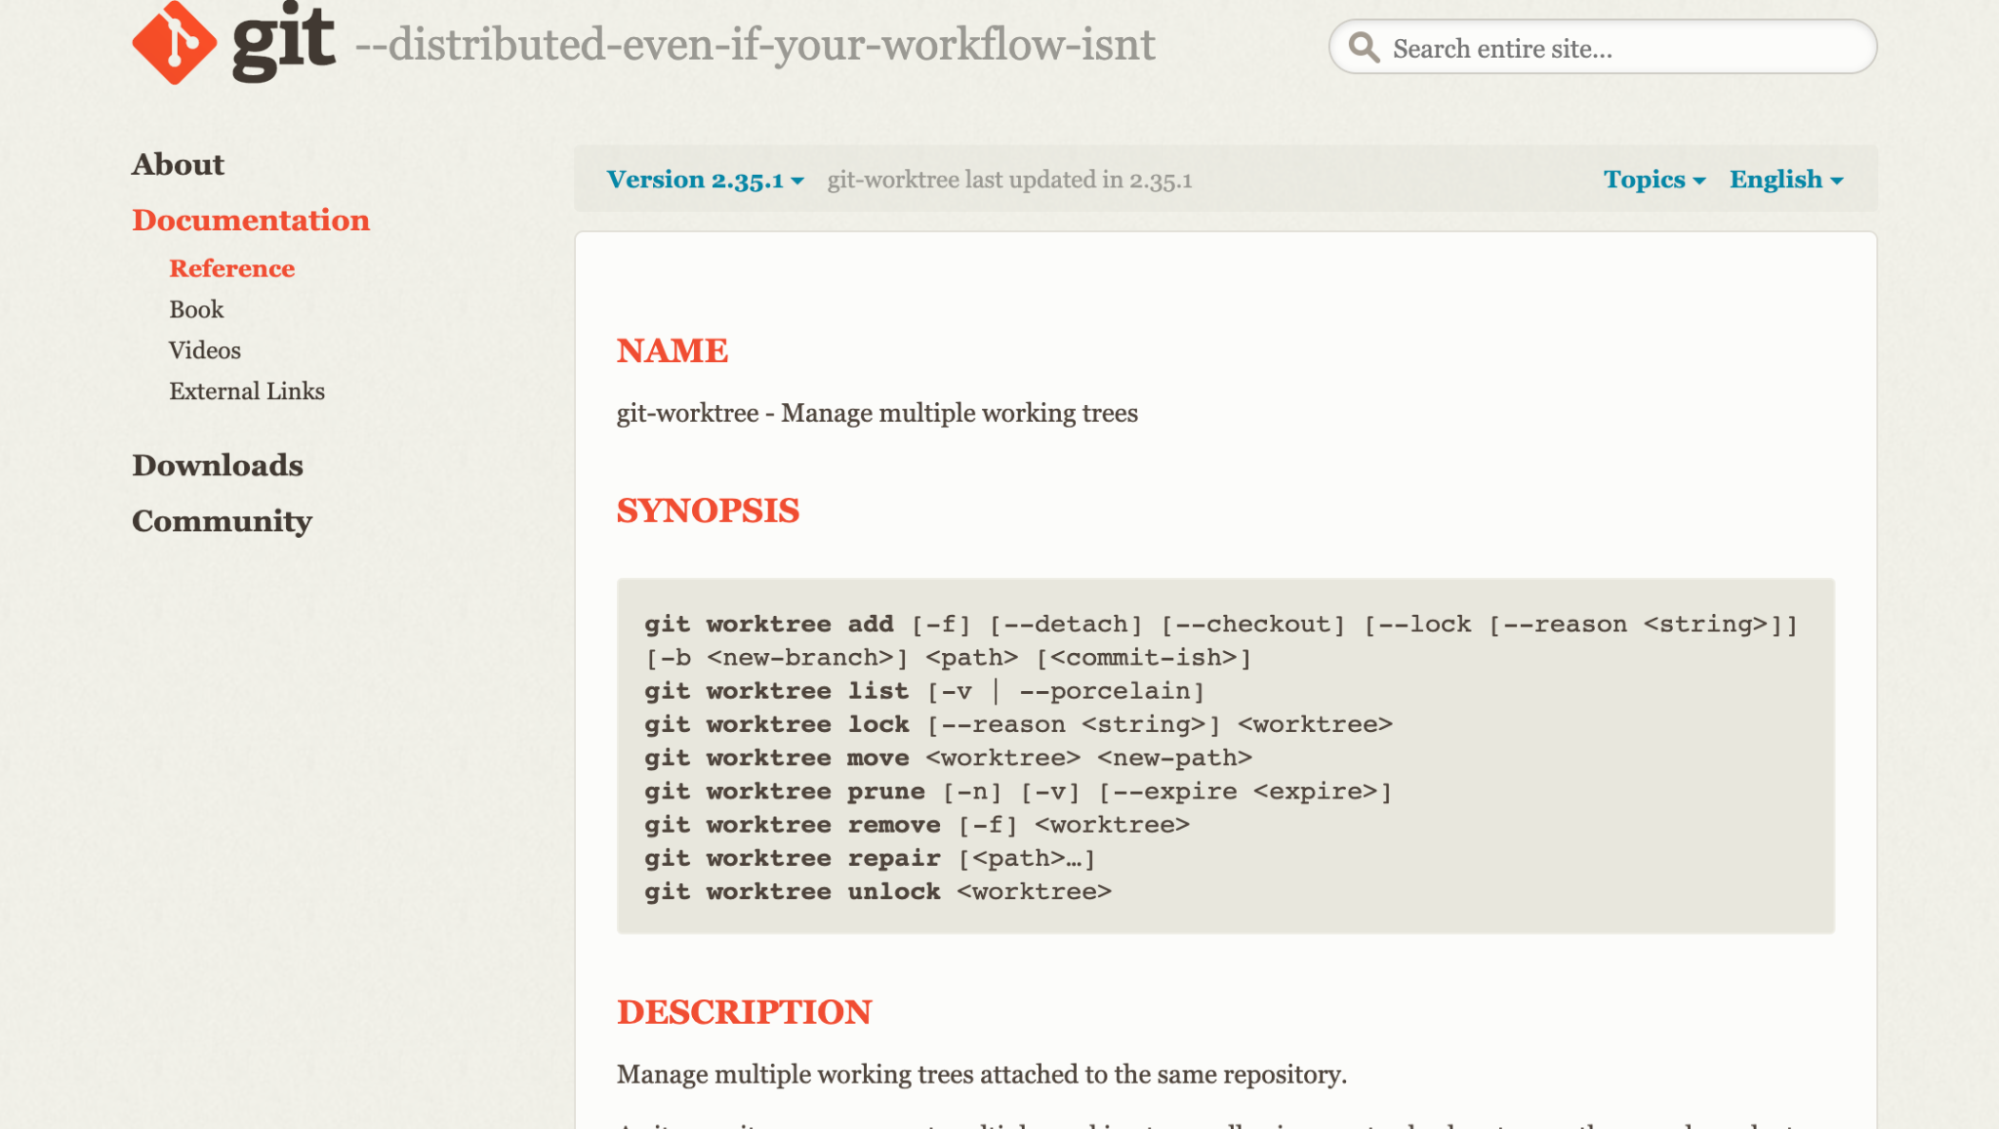 git --distributed-even-if-your-workflow-isnt
Search entire site...
About
Documentation
Reference
Book
Videos
External Links
Downloads
Community
Version 2.35.1 git-worktree last updated in 2.35.1 Topics English
NAME
git-worktree - Manage multiple working trees
SYNOPSIS
git worktree add [-f] [--detach] [--checkout] [--lock [--reason <string>]]
[-b <new-branch>] <path> [<commit-ish>]
git worktree list [-v | --porcelain]
git worktree lock [--reason <string>] <worktree>
git worktree move <worktree> <new-path>
git worktree prune [-n] [-v] [--expire <expire>]
git worktree remove [-f] <worktree>
git worktree repair [<path>…]
git worktree unlock <worktree>
DESCRIPTION
Manage multiple working trees attached to the same repository.